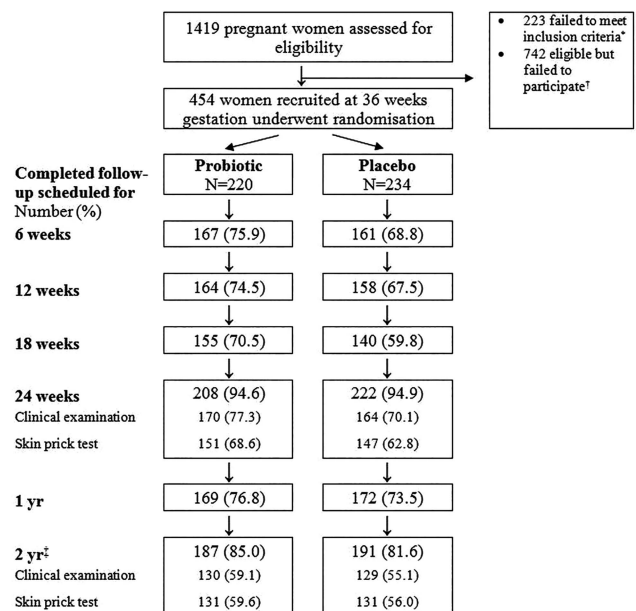 1419 pregnant women assessed for
eligibility
• 223 failed to meet
inclusion criteria*
• 742 eligible but
failed to
participate†
454 women recruited at 36 weeks
gestation underwent randomisation
Completed follow-
up scheduled for
Number (%)
Probiotic
N=220
Placebo
N=234
6 weeks
167 (75.9)
161 (68.8)
12 weeks
164 (74.5)
158 (67.5)
18 weeks
155 (70.5)
140 (59.8)
24 weeks
208 (94.6)
222 (94.9)
Clinical examination
170 (77.3)
164 (70.1)
Skin prick test
151 (68.6)
147 (62.8)
1 yr
169 (76.8)
172 (73.5)
2 yr‡
187 (85.0)
191 (81.6)
Clinical examination
130 (59.1)
129 (55.1)
Skin prick test
131 (59.6)
131 (56.0)